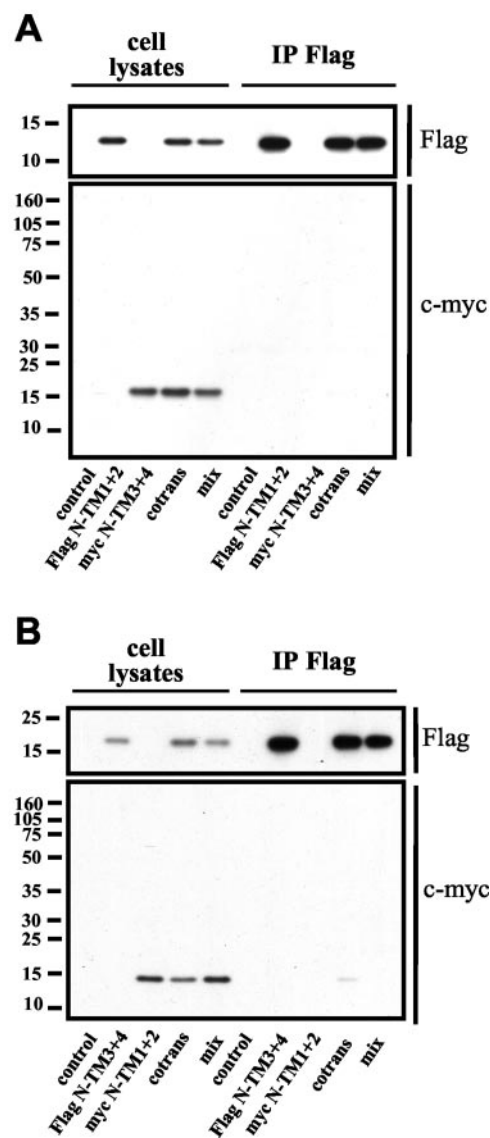 A
cell
lysates
IP Flag
15
10
Flag
160
105
75
50
35
30
25
15
10
c-myc
control
Flag N-TM1+2
myc N-TM3+4
cotrans
mix
control
Flag N-TM1+2
myc N-TM3+4
cotrans
mix
B
cell
lysates
IP Flag
25
15
Flag
160
105
75
50
35
30
25
15
10
c-myc
control
Flag N-TM3+4
myc N-TM1+2
cotrans
mix
control
Flag N-TM3+4
myc N-TM1+2
cotrans
mix